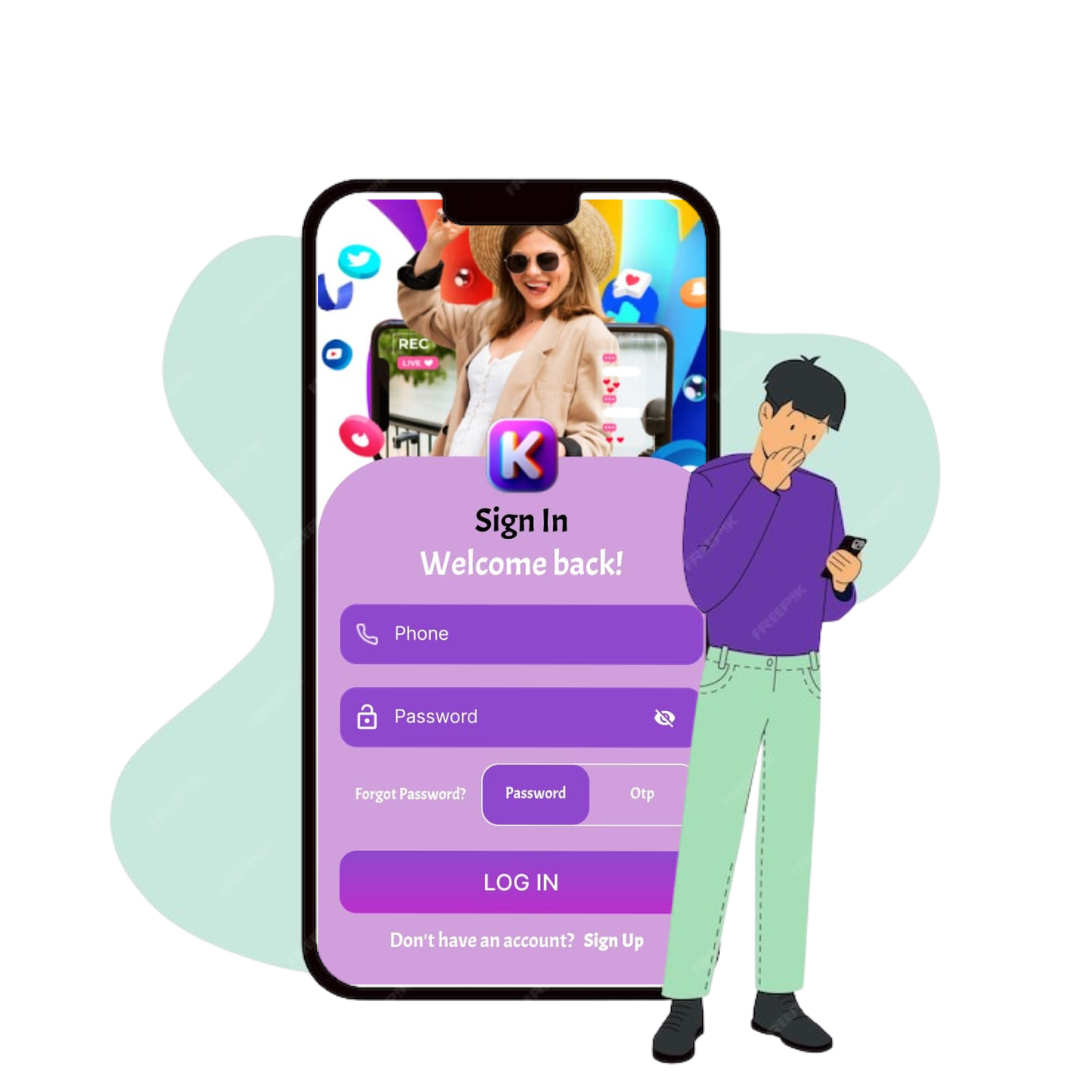 REC
LIVE
K
Sign In
Welcome back!
Phone
Password
Forgot Password?
Password
Otp
LOG IN
Don't have an account? Sign Up
FREEPIK